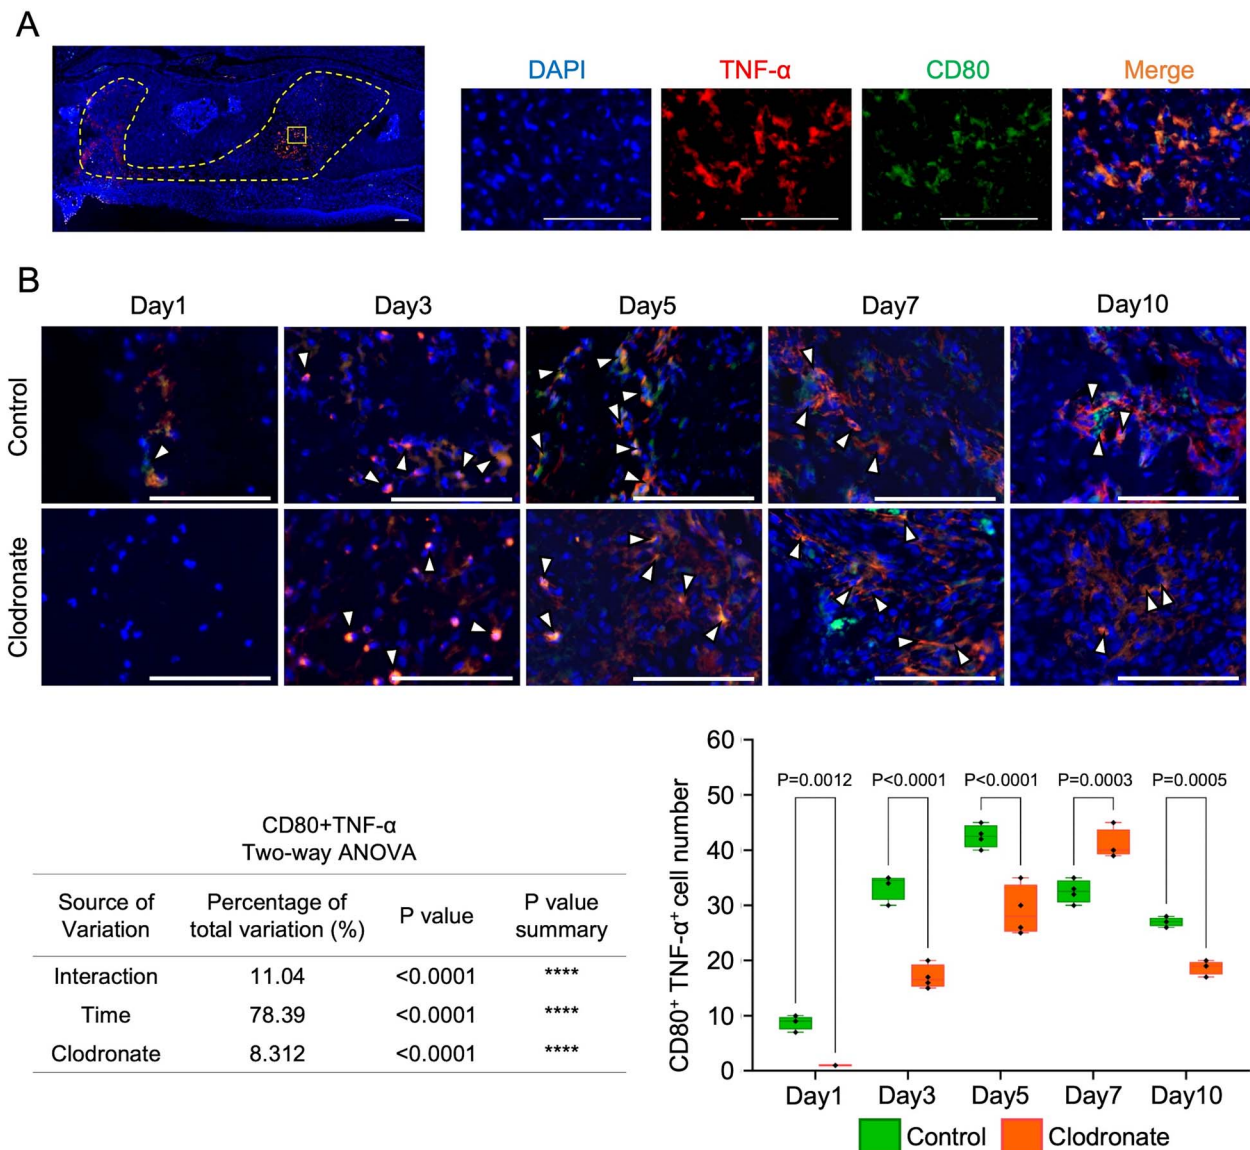 A
DAPI
TNF-α
CD80
Merge
B
Day1
Day3
Day5
Day7
Day10
Control
Clodronate
CD80+TNF-α
Two-way ANOVA
Source of Variation
Percentage of total variation (%)
P value
P value summary
Interaction 11.04 <0.0001 ****
Time 78.39 <0.0001 ****
Clodronate 8.312 <0.0001 ****
CD80⁺ TNF-α⁺ cell number
60
50
40
30
20
10
0
P=0.0012
P<0.0001
P<0.0001
P=0.0003
P=0.0005
Day1
Day3
Day5
Day7
Day10
Control
Clodronate